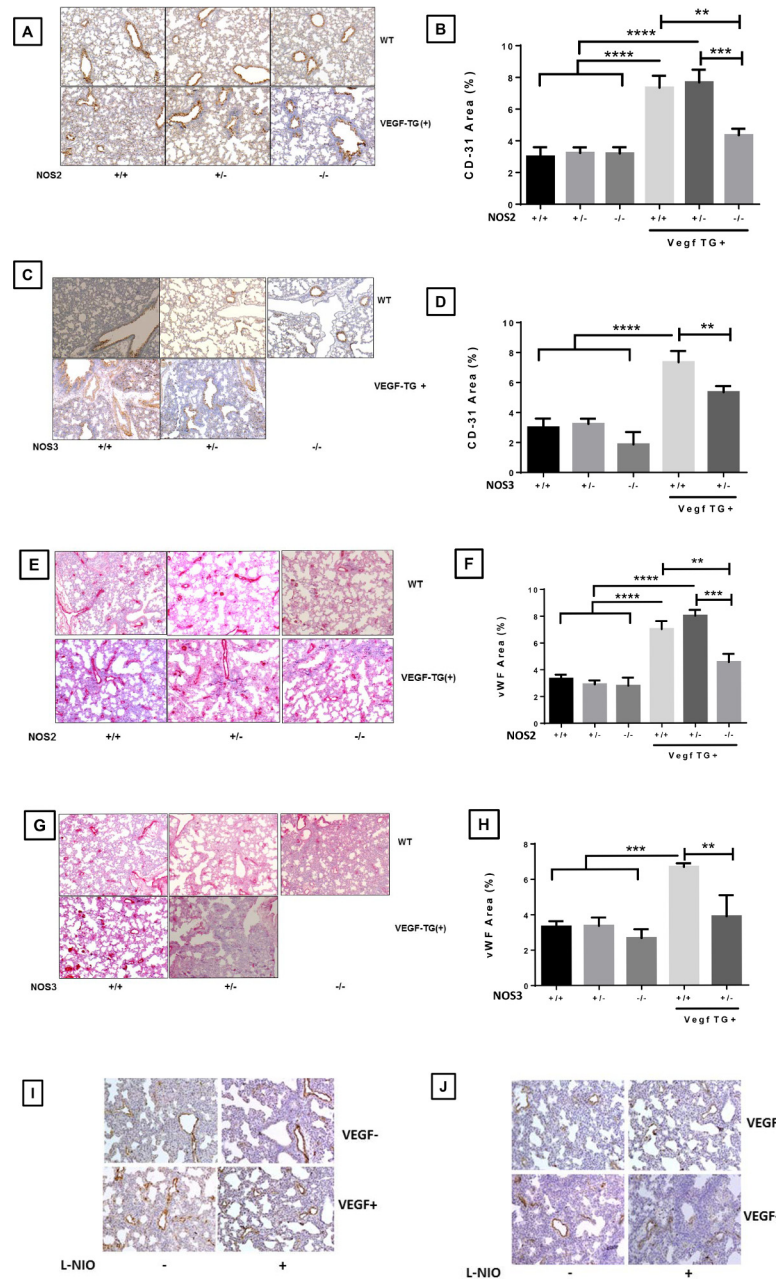 A
WT
VEGF-TG(+)
NOS2 +/+ +/- -/-
B
CD-31 Area (%)
10
8
6
4
2
0
** 
**** 
**** ***
NOS2 +/+ +/- -/- +/+ +/- -/-
Vegf TG+
C
WT
VEGF-TG +
NOS3 +/+ +/- -/-
D
CD-31 Area (%)
10
8
6
4
2
0
**** **
NOS3 +/+ +/- -/- +/+ +/-
Vegf TG+
E
WT
VEGF-TG(+)
NOS2 +/+ +/- -/-
F
vWF Area (%)
10
8
6
4
2
0
**
****
**** ***
NOS2 +/+ +/- -/- +/+ +/- -/-
Vegf TG+
G
WT
VEGF-TG(+)
NOS3 +/+ +/- -/-
H
vWF Area (%)
8
6
4
2
0
*** **
NOS3 +/+ +/- -/- +/+ +/-
Vegf TG+
I
VEGF-
VEGF+
L-NIO - +
J
VEGF
VEGF
L-NIO - +